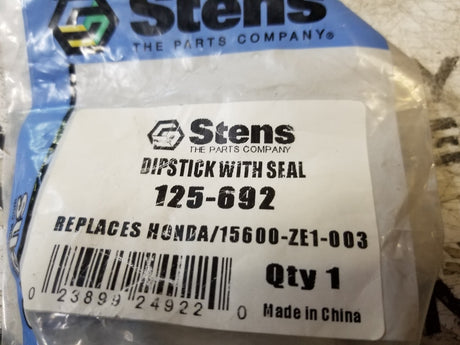 Stens
THE PARTS COMPANY®
Stens
THE PARTS COMPANY
DIPSTICK WITH SEAL
125-692
REPLACES HONDA/15600-ZE1-003
Qty 1
0 23899 24922 0
Made in China